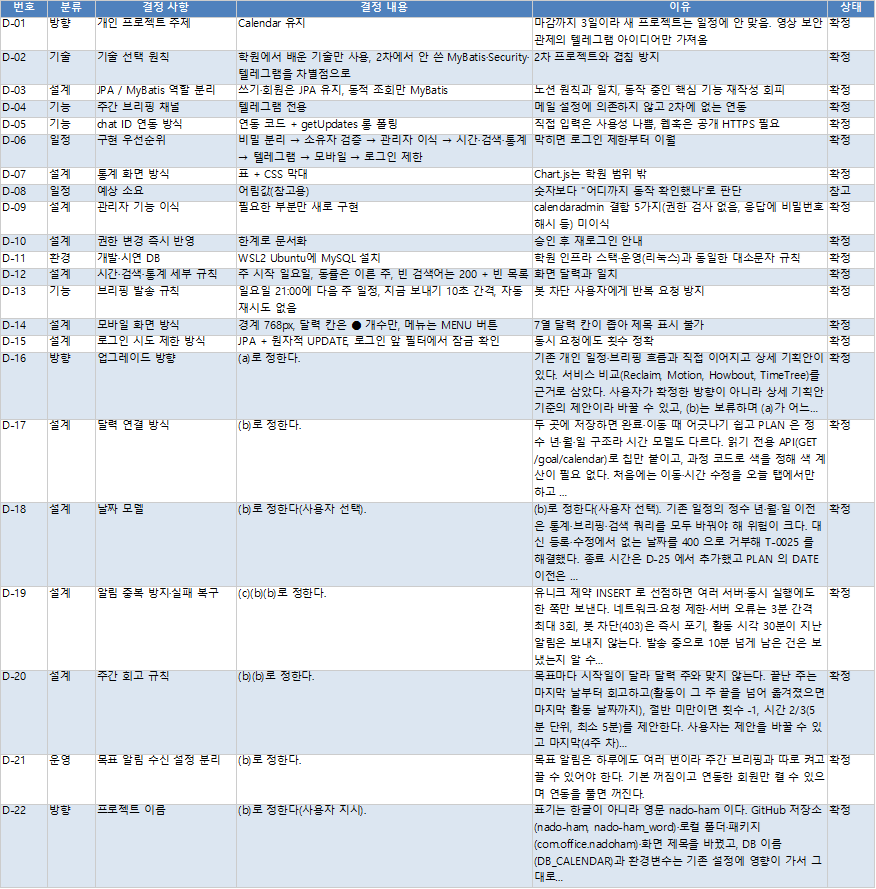 번호 분류 결정 사항 결정 내용 이유 상태
D-01 방향 개인 프로젝트 주제 Calendar 유지 마감까지 3일이라 새 프로젝트는 일정에 안 맞음. 영상 보안 확정
관제의 텔레그램 아이디어만 가져옴
D-02 기술 기술 선택 원칙 학원에서 배운 기술만 사용, 2차에서 안 쓴 MyBatis·Security· 2차 프로젝트와 겹침 방지 확정
텔레그램을 차별점으로
D-03 설계 JPA / MyBatis 역할 분리 쓰기·회원은 JPA 유지, 동적 조회만 MyBatis 노션 원칙과 일치, 동작 중인 핵심 기능 재작성 회피 확정
D-04 기능 주간 브리핑 채널 텔레그램 전용 메일 설정에 의존하지 않고 2차에 없는 연동 확정
D-05 기능 chat ID 연동 방식 연동 코드 + getUpdates 롱 폴링 직접 입력은 사용성 나쁨, 웹훅은 공개 HTTPS 필요 확정
D-06 일정 구현 우선순위 비밀 분리 → 소유자 검증 → 관리자 이식 → 시간·검색·통계 막히면 로그인 제한부터 이월 확정
→ 텔레그램 → 모바일 → 로그인 제한
D-07 설계 통계 화면 방식 표 + CSS 막대 Chart.js는 학원 범위 밖 확정
D-08 일정 예상 소요 어림값(참고용) 숫자보다 "어디까지 동작 확인했나"로 판단 참고
D-09 설계 관리자 기능 이식 필요한 부분만 새로 구현 calendaradmin 결함 5가지(권한 검사 없음, 응답에 비밀번호 확정
해시 등) 미이식
D-10 설계 권한 변경 즉시 반영 한계로 문서화 승인 후 재로그인 안내 확정
D-11 환경 개발·시연 DB WSL2 Ubuntu에 MySQL 설치 학원 인프라 스택·운영(리눅스)과 동일한 대소문자 규칙 확정
D-12 설계 시간·검색·통계 세부 규칙 주 시작 일요일, 동률은 이른 주, 빈 검색어는 200 + 빈 목록 화면 달력과 일치 확정
D-13 기능 브리핑 발송 규칙 일요일 21:00에 다음 주 일정, 지금 보내기 10초 간격, 자동 봇 차단 사용자에게 반복 요청 방지 확정
재시도 없음
D-14 설계 모바일 화면 방식 경계 768px, 달력 칸은 ● 개수만, 메뉴는 MENU 버튼 7열 달력 칸이 좁아 제목 표시 불가 확정
D-15 설계 로그인 시도 제한 방식 JPA + 원자적 UPDATE, 로그인 앞 필터에서 잠금 확인 동시 요청에도 횟수 정확 확정
D-16 방향 업그레이드 방향 (a)로 정한다. 기존 개인 일정·브리핑 흐름과 직접 이어지고 상세 기획안이 확정
있다. 서비스 비교(Reclaim, Motion, Howbout, TimeTree)를
근거로 삼았다. 사용자가 확정한 방향이 아니라 상세 기획안
기준의 제안이라 바꿀 수 있고, (b)는 보류하며 (a)가 어느...
D-17 설계 달력 연결 방식 (b)로 정한다. 두 곳에 저장하면 완료·이동 때 어긋나기 쉽고 PLAN 은 정 확정
수 년·월·일 구조라 시간 모델도 다르다. 읽기 전용 API(GET
/goal/calendar)로 칩만 붙이고, 과정 코드로 색을 정해 색 계
산이 필요 없다. 처음에는 이동·시간 수정을 오늘 탭에서만
하고 ...
D-18 설계 날짜 모델 (b)로 정한다(사용자 선택). (b)로 정한다(사용자 선택). 기존 일정의 정수 년·월·일 이전 확정
은 통계·브리핑·검색 쿼리를 모두 바꿔야 해 위험이 크다. 대
신 등록·수정에서 없는 날짜를 400 으로 거부해 T-0025 를
해결했다. 종료 시간은 D-25 에서 추가했고 PLAN 의 DATE
이전은 ...
D-19 설계 알림 중복 방지·실패 복구 (c)(b)(b)로 정한다. 유니크 제약 INSERT 로 선점하면 여러 서버·동시 실행에도 확정
한 쪽만 보낸다. 네트워크·요청 제한·서버 오류는 3분 간격
최대 3회, 봇 차단(403)은 즉시 포기, 활동 시각 30분이 지난
알림은 보내지 않는다. 발송 중으로 10분 넘게 남은 건은 보
냈는지 알 수...
D-20 설계 주간 회고 규칙 (b)(b)로 정한다. 목표마다 시작일이 달라 달력 주와 맞지 않는다. 끝난 주는 확정
마지막 날부터 회고하고(활동이 그 주 끝을 넘어 옮겨졌으면
마지막 활동 날짜까지), 절반 미만이면 횟수 -1, 시간 2/3(5
분 단위, 최소 5분)를 제안한다. 사용자는 제안을 바꿀 수 있
고 마지막(4주 차)...
D-21 운영 목표 알림 수신 설정 분리 (b)로 정한다. 목표 알림은 하루에도 여러 번이라 주간 브리핑과 따로 켜고 확정
끌 수 있어야 한다. 기본 꺼짐이고 연동한 회원만 켤 수 있으
며 연동을 풀면 꺼진다.
D-22 방향 프로젝트 이름 (b)로 정한다(사용자 지시). 표기는 한글이 아니라 영문 nado-ham 이다. GitHub 저장소 확정
(nado-ham, nado-ham_word)·로컬 폴더·패키지
(com.office.nadoham)·화면 제목을 바꿨고, DB 이름
(DB_CALENDAR)과 환경변수는 기존 설정에 영향이 가서 그
대로...